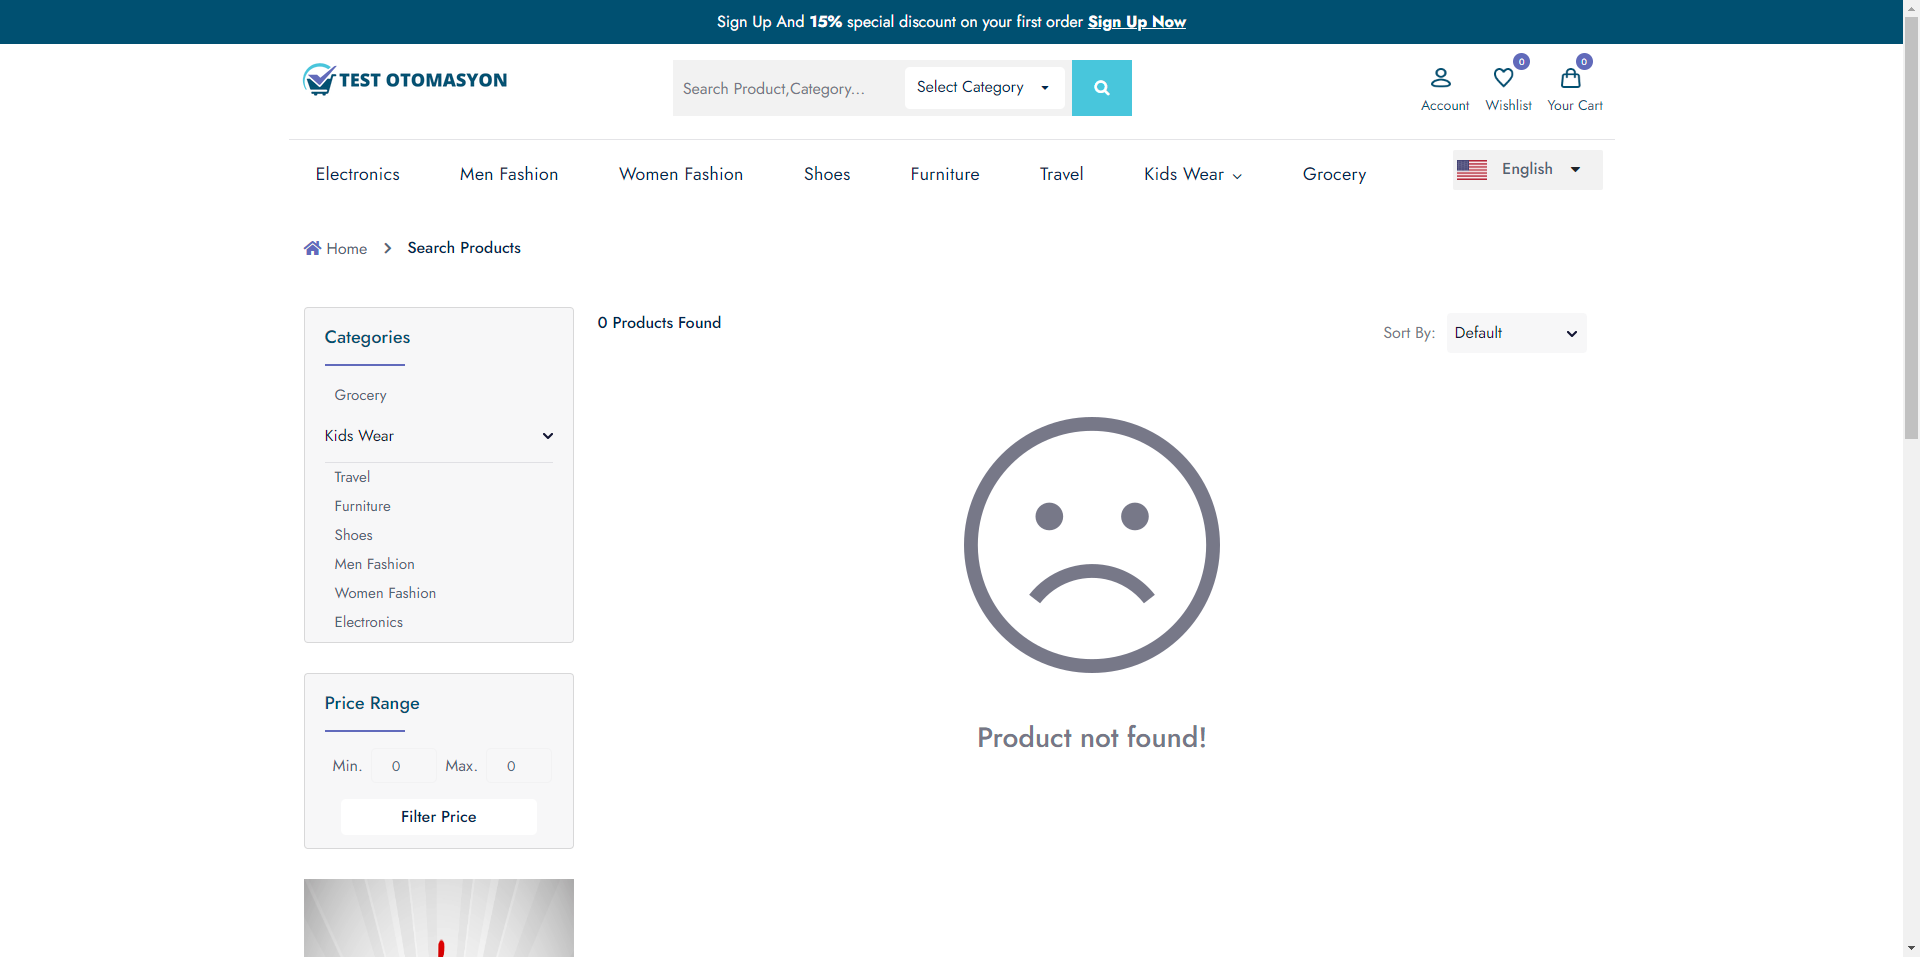 Sign Up And 15% special discount on your first order Sign Up Now
TEST OTOMASYON
Search Product,Category...
Select Category
0
0
Account
Wishlist
Your Cart
Electronics
Men Fashion
Women Fashion
Shoes
Furniture
Travel
Kids Wear
Grocery
English
Home
Search Products
Categories
Grocery
Kids Wear
Travel
Furniture
Shoes
Men Fashion
Women Fashion
Electronics
Price Range
Min. 0 Max. 0
Filter Price
0 Products Found
Sort By: Default
Product not found!